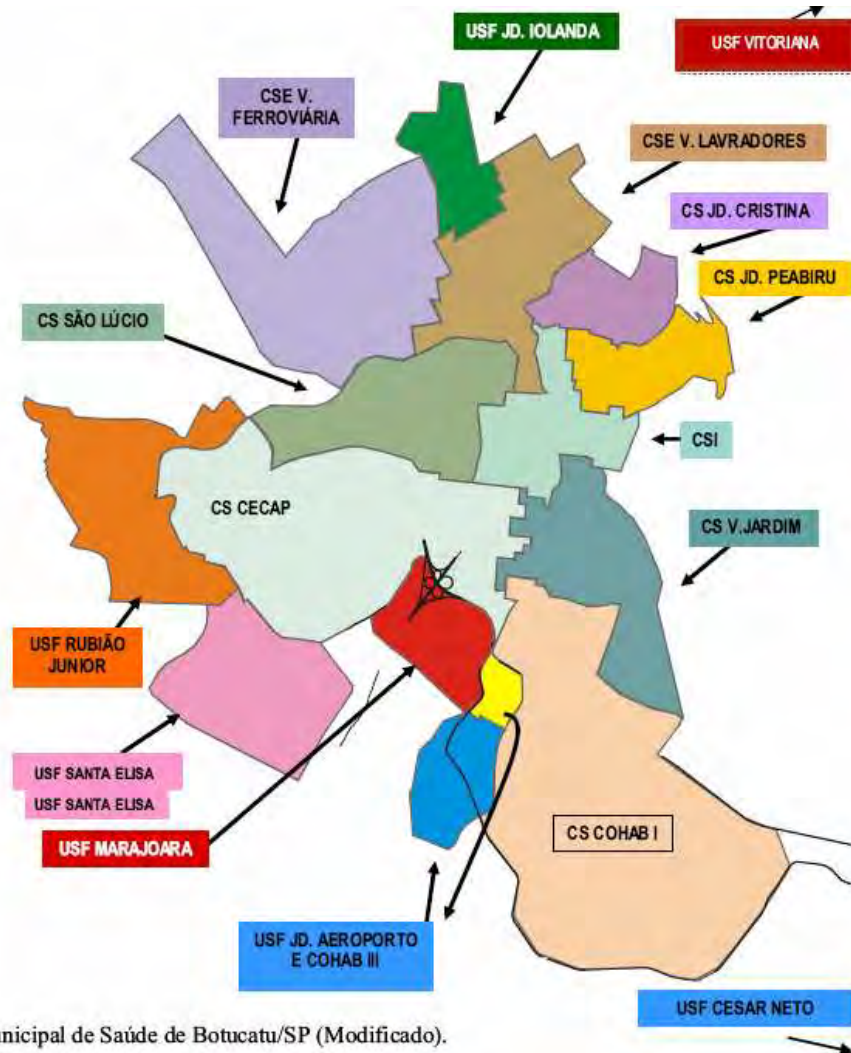 USF JD. IOLANDA
USF VITORIANA
CSE V.
FERROVIÁRIA
CSE V. LAVRADORES
CS JD. CRISTINA
CS JD. PEABIRU
CS SÃO LÚCIO
CSI
CS CECAP
CS V.JARDIM
USF RUBIÃO
JUNIOR
USF SANTA ELISA
USF SANTA ELISA
USF MARAJOARA
CS COHAB I
USF JD. AEROPORTO
E COHAB III
USF CESAR NETO
nicipal de Saúde de Botucatu/SP (Modificado).